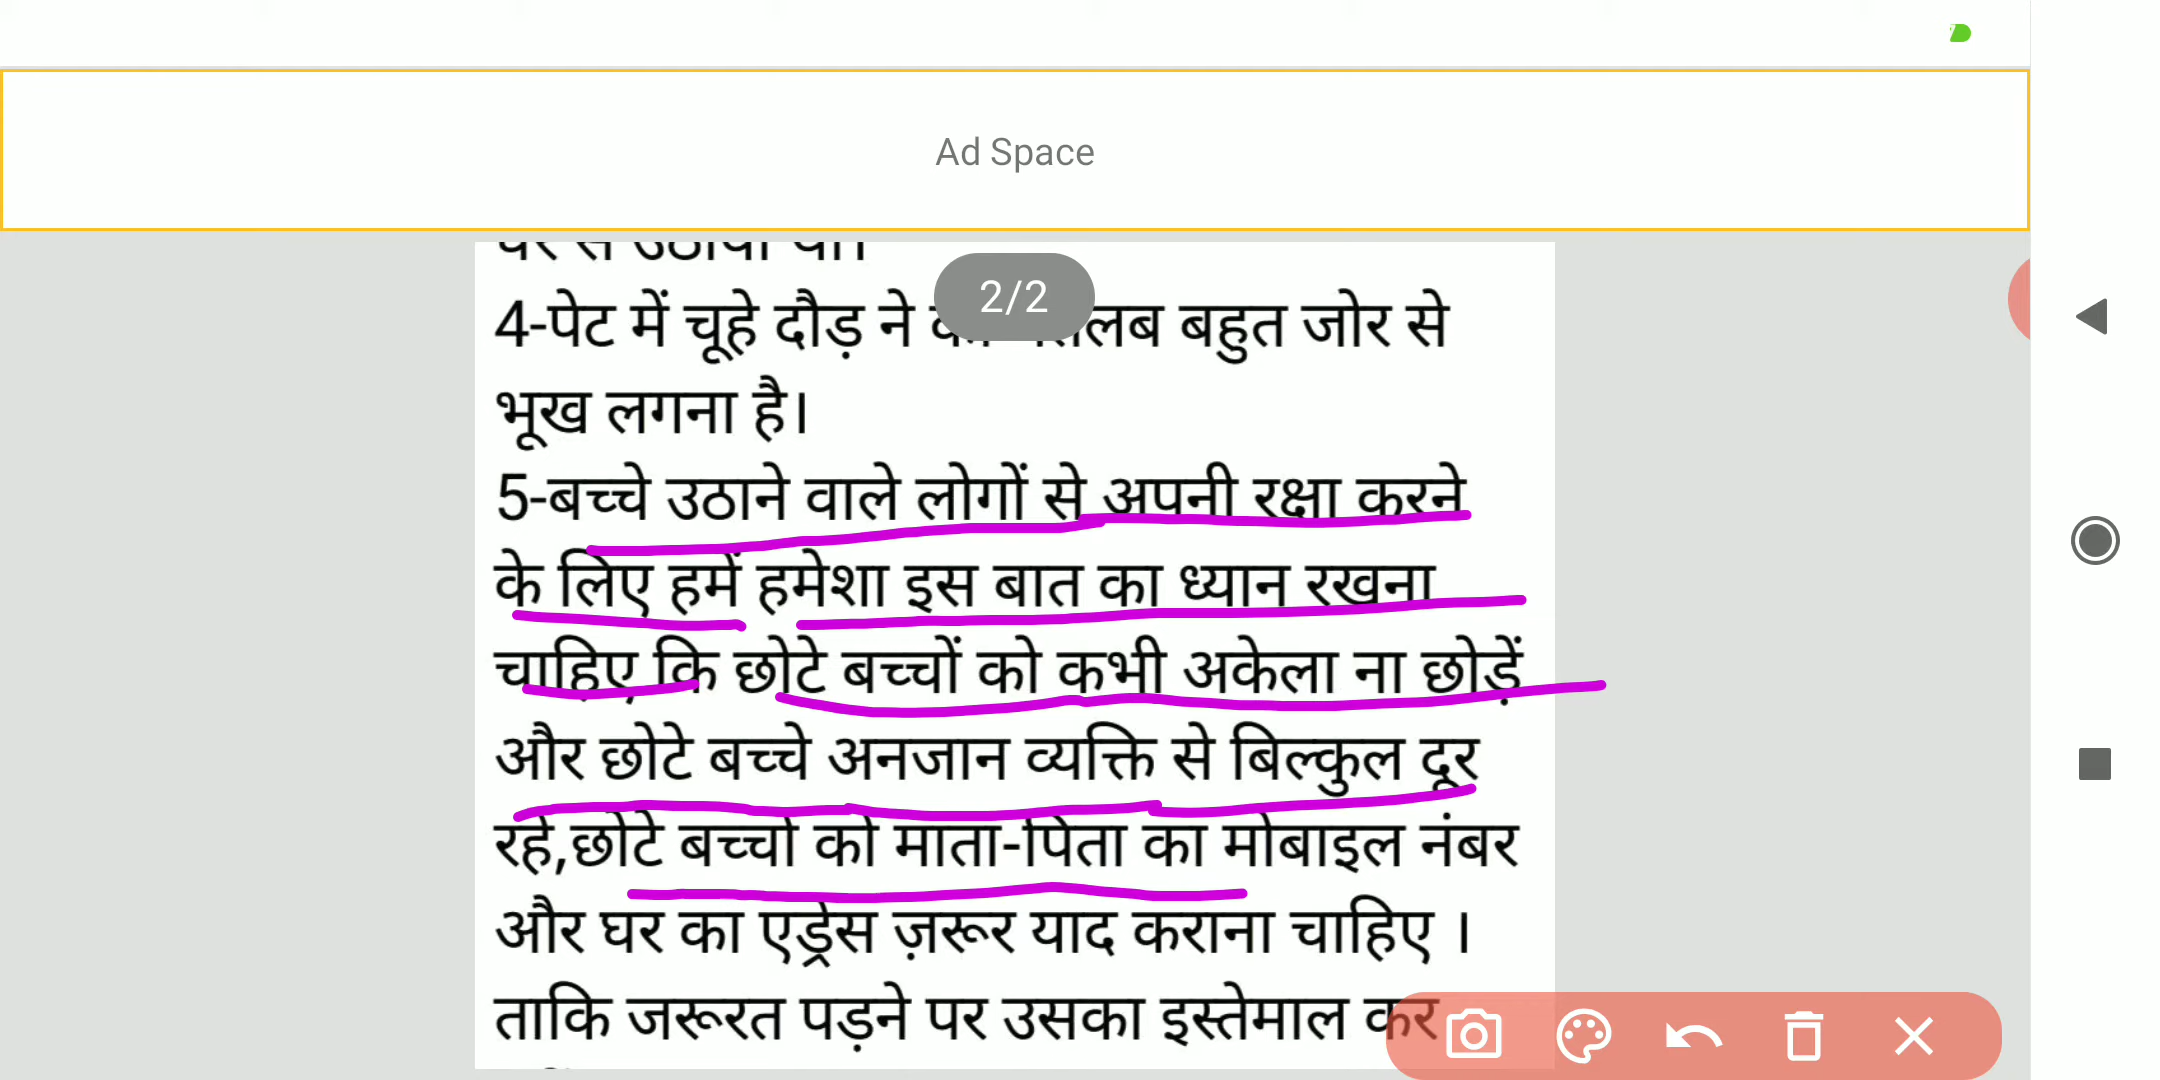 Ad Space
घर से उठाया था।
2/2
4-पेट में चूहे दौड़ ने बहुत जोर से
भूख लगना है।
5-बच्चे उठाने वाले लोगों से अपनी रक्षा करने
के लिए हमें हमेशा इस बात का ध्यान रखना
चाहिए कि छोटे बच्चों को कभी अकेला ना छोड़ें
और छोटे बच्चे अनजान व्यक्ति से बिल्कुल दूर
रहे,छोटे बच्चों को माता-पिता का मोबाइल नंबर
और घर का एड्रेस ज़रूर याद कराना चाहिए ।
ताकि जरूरत पड़ने पर उसका इस्तेमाल कर